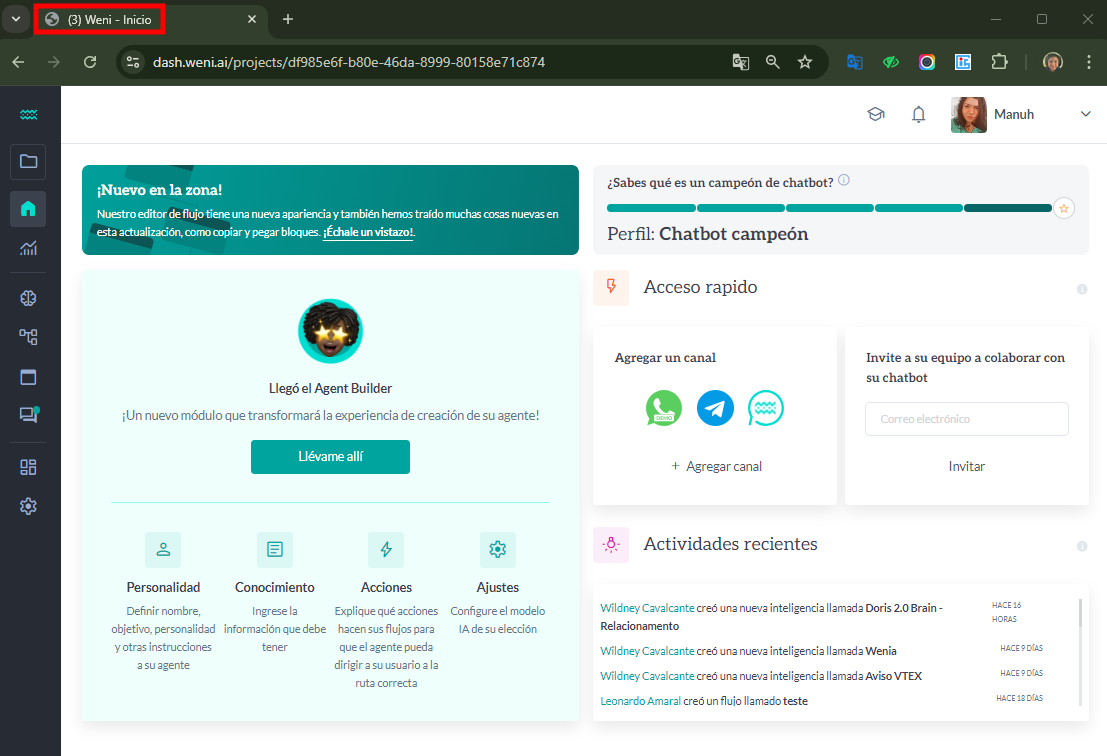 (3) Weni - Inicio
dash.weni.ai/projects/df985e6f-b80e-46da-8999-80158e71c874
Manuh
¡Nuevo en la zona!
Nuestro editor de flujo tiene una nueva apariencia y también hemos traído muchas cosas nuevas en
esta actualización, como copiar y pegar bloques. ¡Échale un vistazo!.
¿Sabes qué es un campeón de chatbot?
Perfil: Chatbot campeón
Llegó el Agent Builder
¡Un nuevo módulo que transformará la experiencia de creación de su agente!
Llévame allí
Personalidad
Definir nombre,
objetivo, personalidad
y otras instrucciones
a su agente
Conocimiento
Ingrese la
información que debe
tener
Acciones
Explique qué acciones
hacen sus flujos para
que el agente pueda
dirigir a su usuario a la
ruta correcta
Ajustes
Configure el modelo
IA de su elección
Acceso rapido
Agregar un canal
DEMO
+ Agregar canal
Invite a su equipo a colaborar con
su chatbot
Correo electrónico
Invitar
Actividades recientes
Wildney Cavalcante creó una nueva inteligencia llamada Doris 2.0 Brain -
Relacionamento
HACE 16
HORAS
Wildney Cavalcante creó una nueva inteligencia llamada Wenia
HACE 9 DÍAS
Wildney Cavalcante creó una nueva inteligencia llamada Aviso VTEX
HACE 9 DÍAS
Leonardo Amaral creó un flujo llamado teste
HACE 18 DÍAS